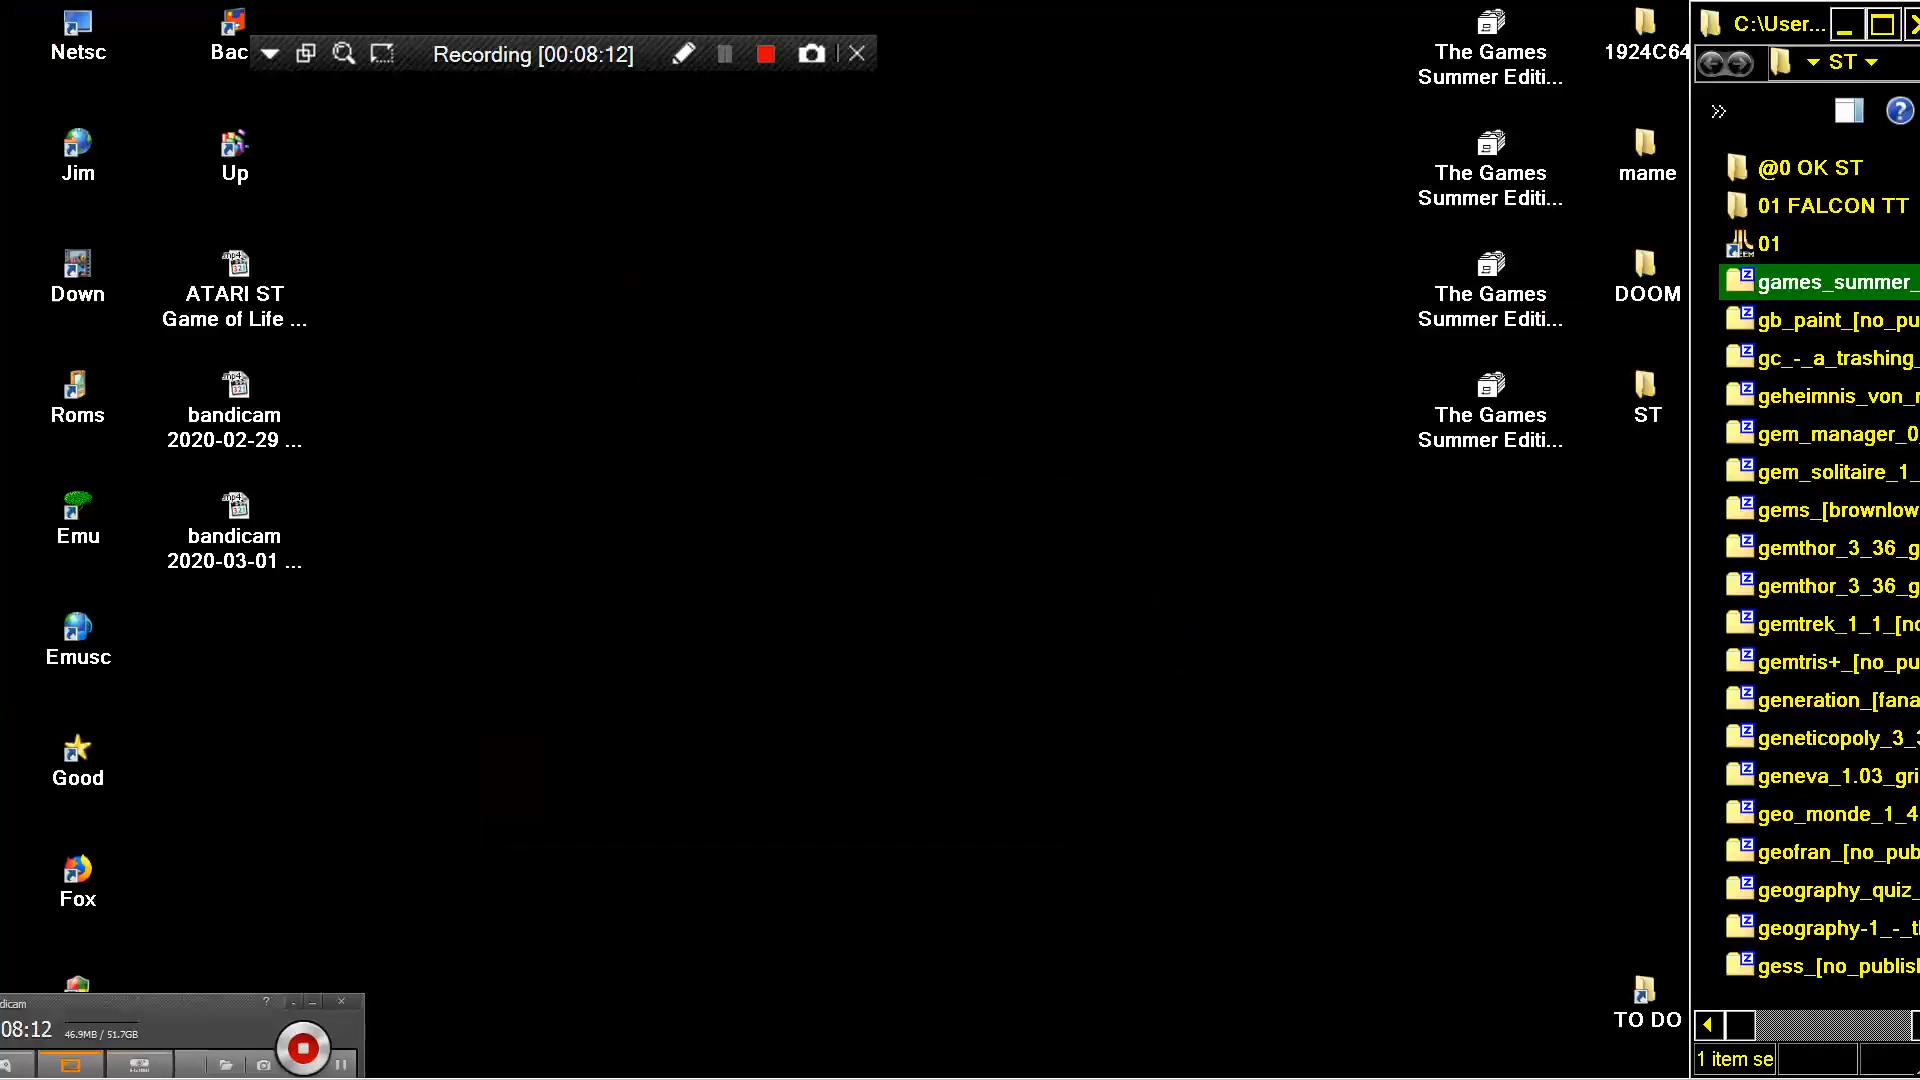 Netsc
Bac
Recording [00:08:12]
The Games
Summer Editi...
1924C64
C:\User...
ST
?
Jim
Up
The Games
Summer Editi...
mame
@0 OK ST
01 FALCON TT
01
Down
ATARI ST
Game of Life ...
The Games
Summer Editi...
DOOM
games_summer_
gb_paint_[no_pu
gc_-_a_trashing_
Roms
bandicam
2020-02-29 ...
The Games
Summer Editi...
ST
geheimnis_von_
gem_manager_0_
gem_solitaire_1_
Emu
bandicam
2020-03-01 ...
gems_[brownlow
gemthor_3_36_g
gemthor_3_36_g
Emusc
gemtrek_1_1_[no
gemtris+_[no_pu
generation_[fana
Good
geneticopoly_3_3
geneva_1.03_gri
geo_monde_1_4
Fox
geofran_[no_pub
geography_quiz_
geography-1_-_t
gess_[no_publis
TO DO
dicam
08:12
46.9MB / 51.7GB
1 item se